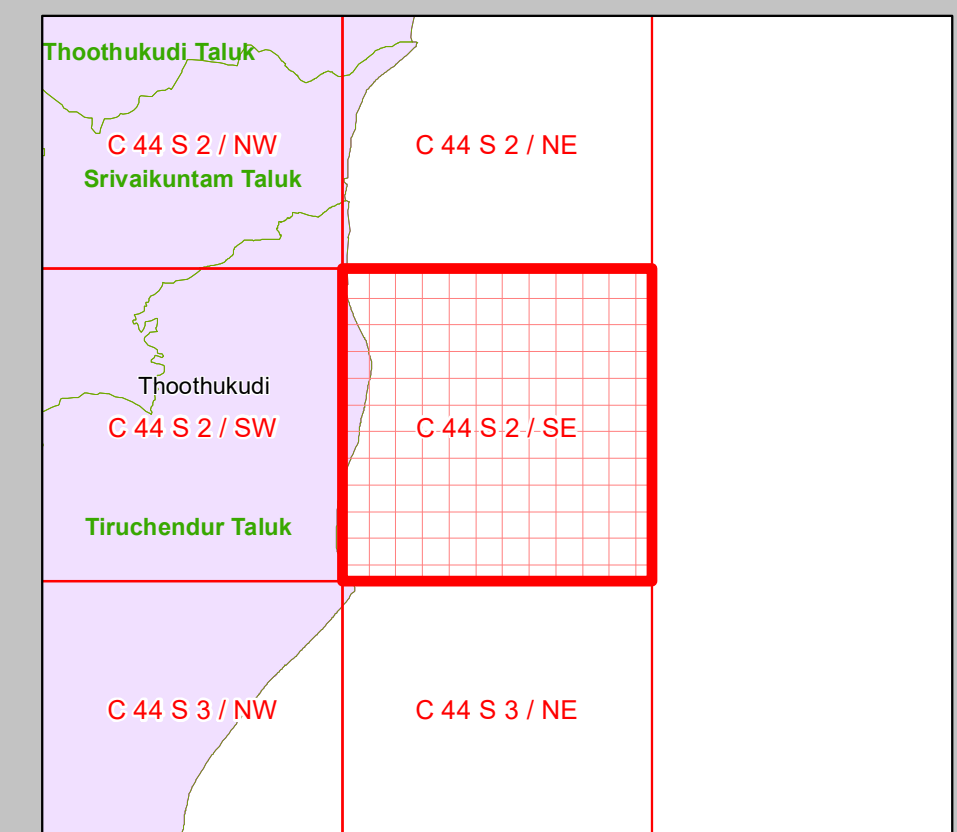 Thoothukudi Taluk
C 44 S 2 / NW
C 44 S 2 / NE
Srivaikuntam Taluk
Thoothukudi
C 44 S 2 / SW
C 44 S 2 / SE
Tiruchendur Taluk
C 44 S 3 / NW
C 44 S 3 / NE